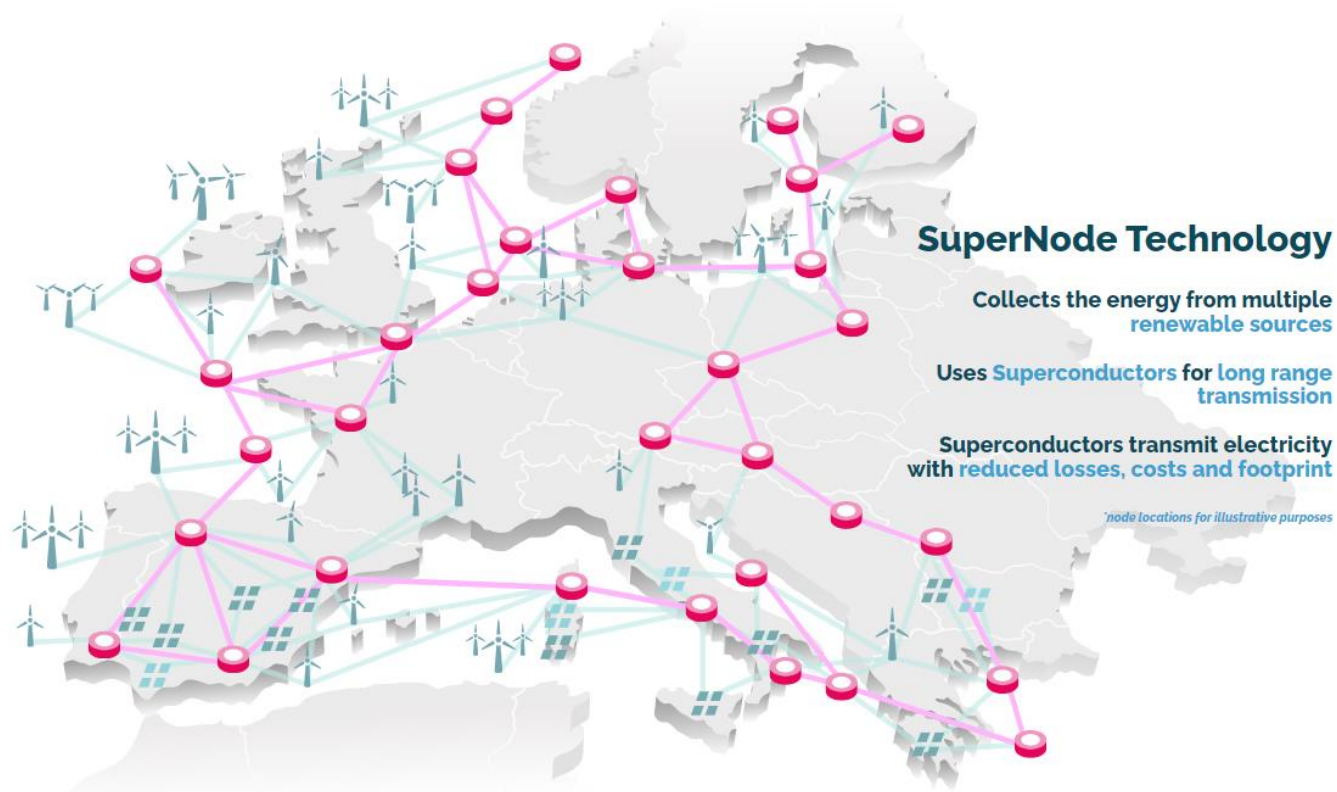 SuperNode Technology
Collects the energy from multiple
renewable sources
Uses Superconductors for long range
transmission
Superconductors transmit electricity
with reduced losses, costs and footprint
*node locations for illustrative purposes